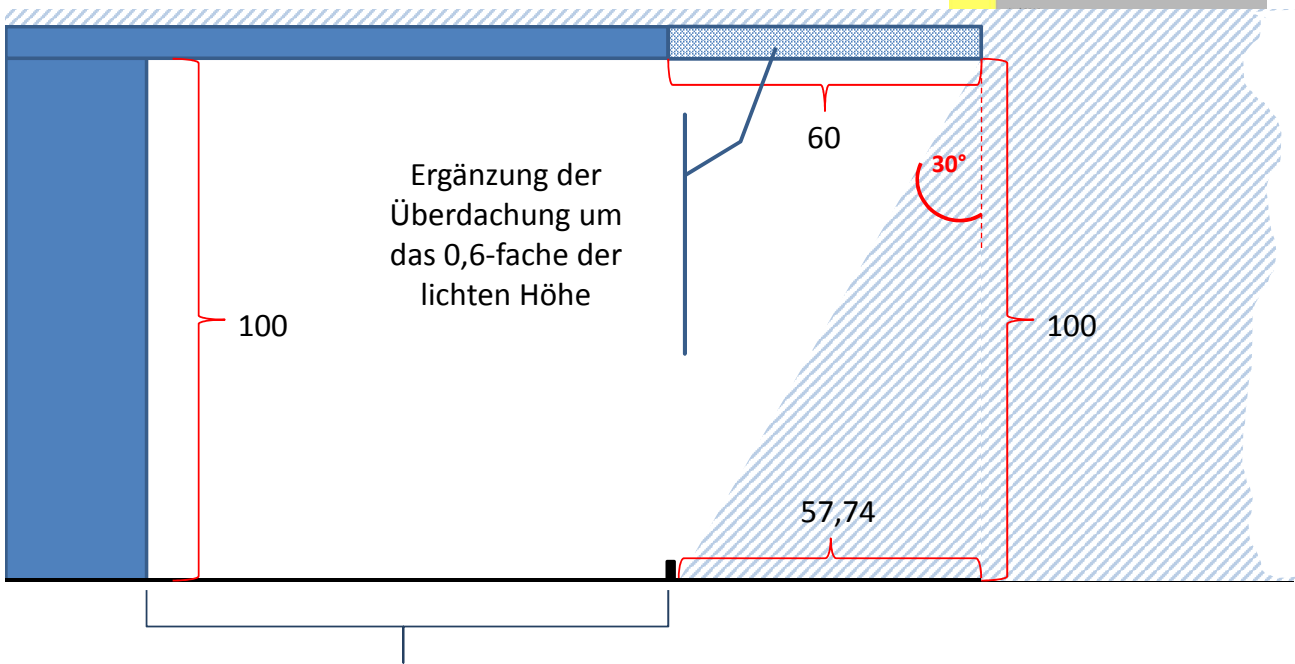 60
30°
Ergänzung der
Überdachung um
das 0,6-fache der
lichten Höhe
100
100
57,74